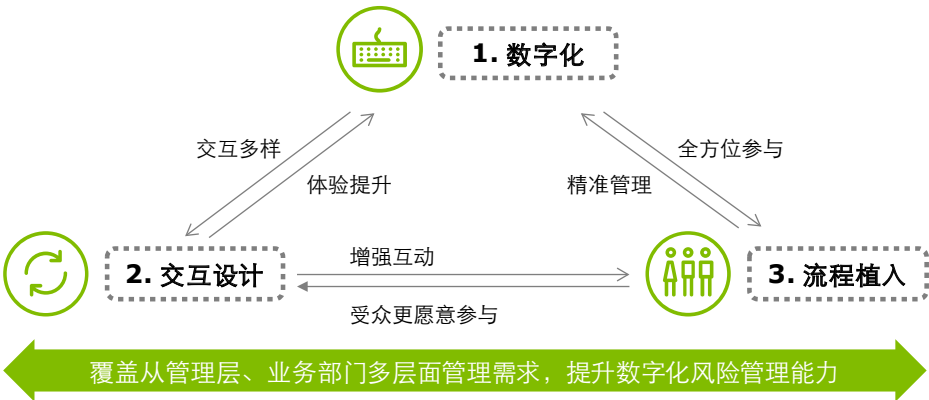 1. 数字化
交互多样
全方位参与
体验提升
精准管理
增强互动
2. 交互设计
3. 流程植入
受众更愿意参与
覆盖从管理层、业务部门多层面管理需求，提升数字化风险管理能力